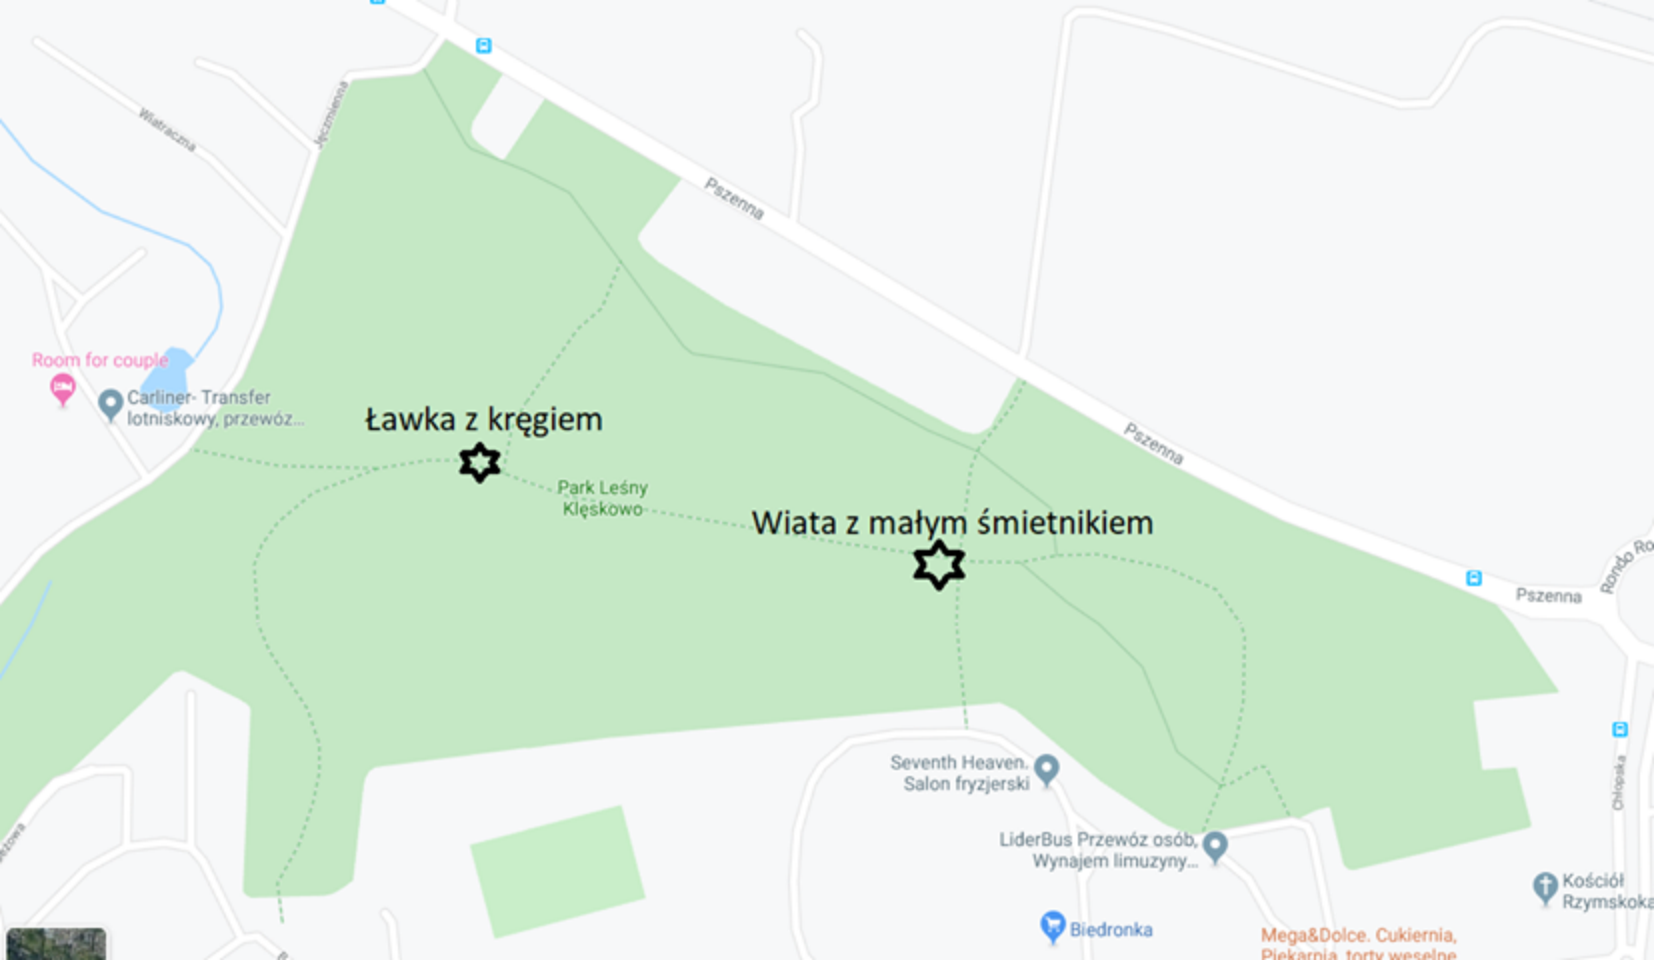 Wiatraczna
Jęczmienna
Pszenna
Room for couple
Carliner- Transfer
lotniskowy, przewóz...
Ławka z kręgiem
Park Leśny
Klęskowo
Pszenna
Wiata z małym śmietnikiem
Rondo Ro
Pszenna
Seventh Heaven.
Salon fryzjerski
Chłopska
LiderBus Przewóz osób,
Wynajem limuzyny...
Kościół
Rzymskoka
Biedronka
Mega&Dolce. Cukiernia,
Piekarnia, torty weselne